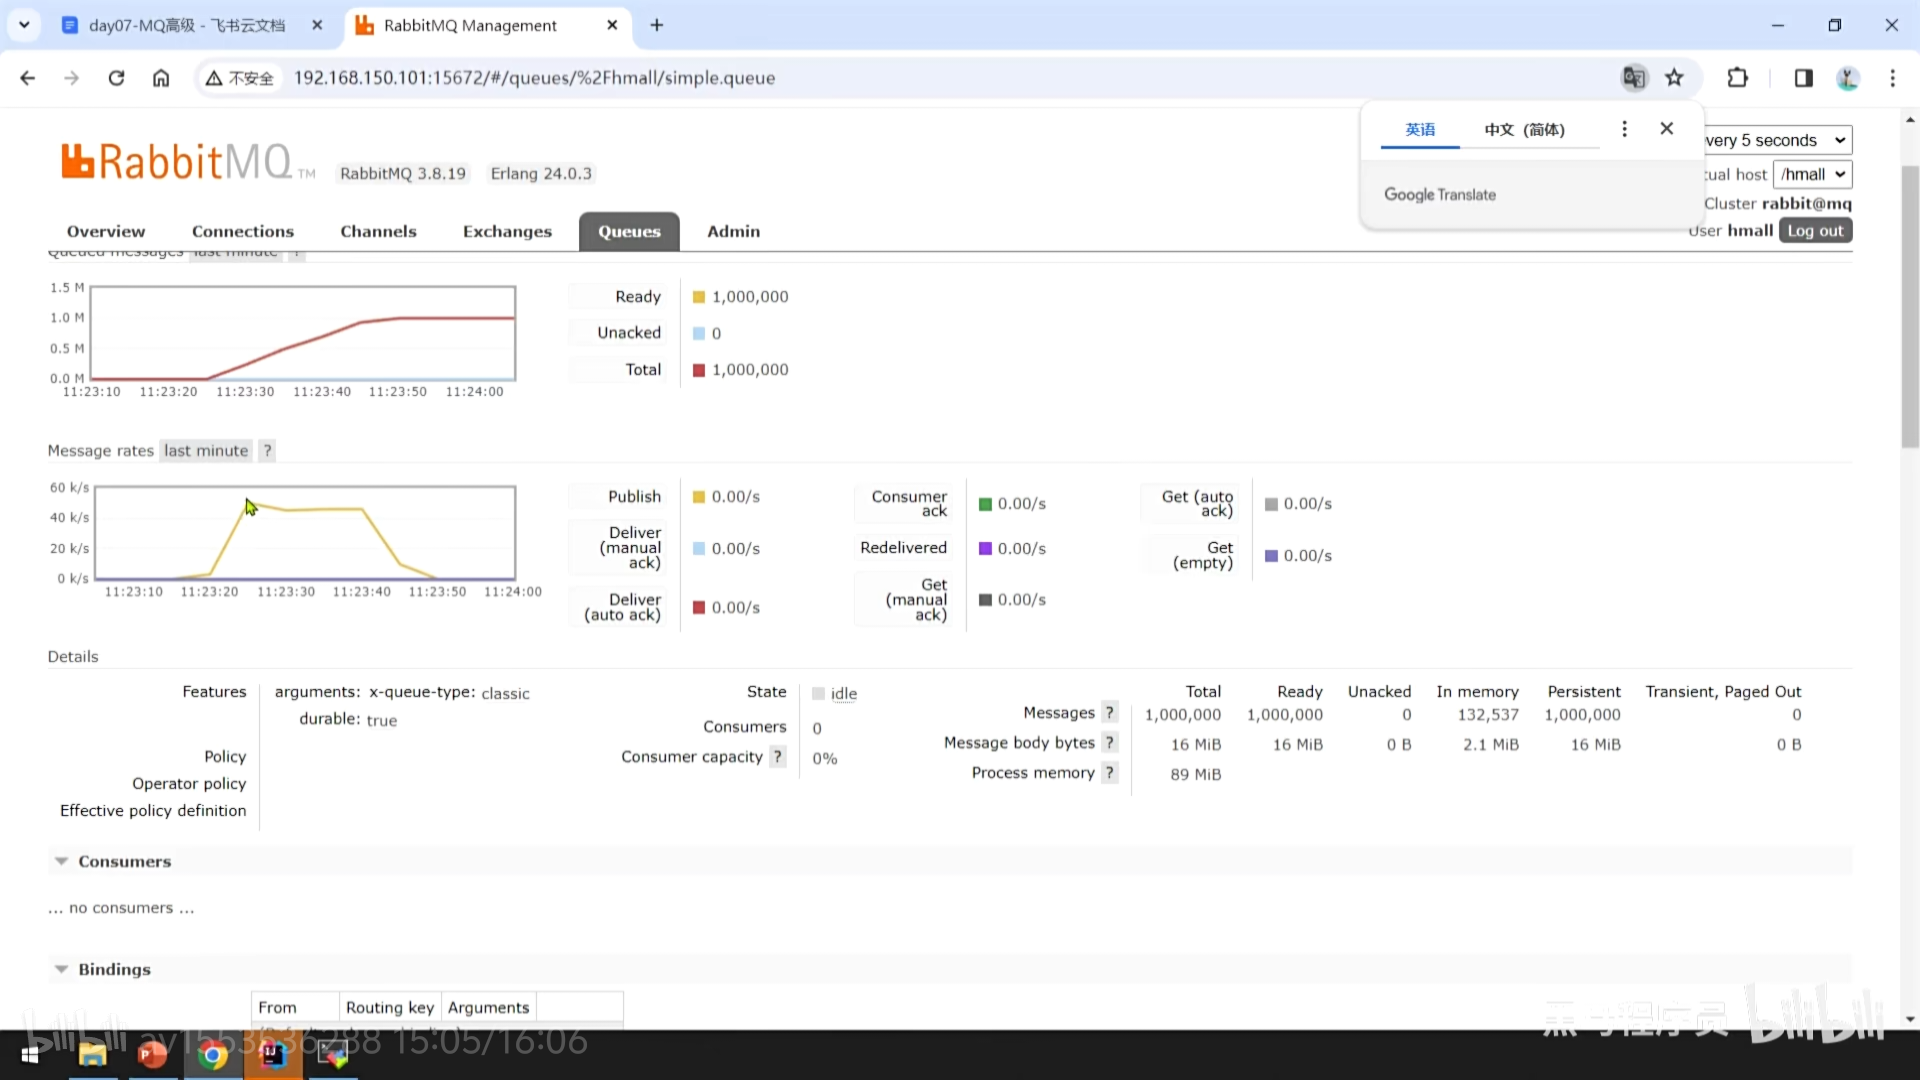 day07-MQ高级 - 飞书云文档
RabbitMQ Management
不安全
192.168.150.101:15672/#/queues/%2Fhmall/simple.queue
英语
中文 (简体)
Google Translate
RabbitMQ TM
RabbitMQ 3.8.19
Erlang 24.0.3
very 5 seconds
tual host /hmall
Cluster rabbit@mq
User hmall Log out
Overview
Connections
Channels
Exchanges
Queues
Admin
Queued messages last minute ?
1.5 M
1.0 M
0.5 M
0.0 M
11:23:10 11:23:20 11:23:30 11:23:40 11:23:50 11:24:00
Ready 1,000,000
Unacked 0
Total 1,000,000
Message rates last minute ?
60 k/s
40 k/s
20 k/s
0 k/s
11:23:10 11:23:20 11:23:30 11:23:40 11:23:50 11:24:00
Publish 0.00/s
Deliver (manual ack) 0.00/s
Deliver (auto ack) 0.00/s
Consumer ack 0.00/s
Redelivered 0.00/s
Get (manual ack) 0.00/s
Get (auto ack) 0.00/s
Get (empty) 0.00/s
Details
Features arguments: x-queue-type: classic
durable: true
Policy
Operator policy
Effective policy definition
State idle
Consumers 0
Consumer capacity ? 0%
Total Ready Unacked In memory Persistent Transient, Paged Out
Messages ? 1,000,000 1,000,000 0 132,537 1,000,000 0
Message body bytes ? 16 MiB 16 MiB 0 B 2.1 MiB 16 MiB 0 B
Process memory ? 89 MiB
Consumers
... no consumers ...
Bindings
From Routing key Arguments
bilibili
15:05/16:06
黑马程序员 bilibili